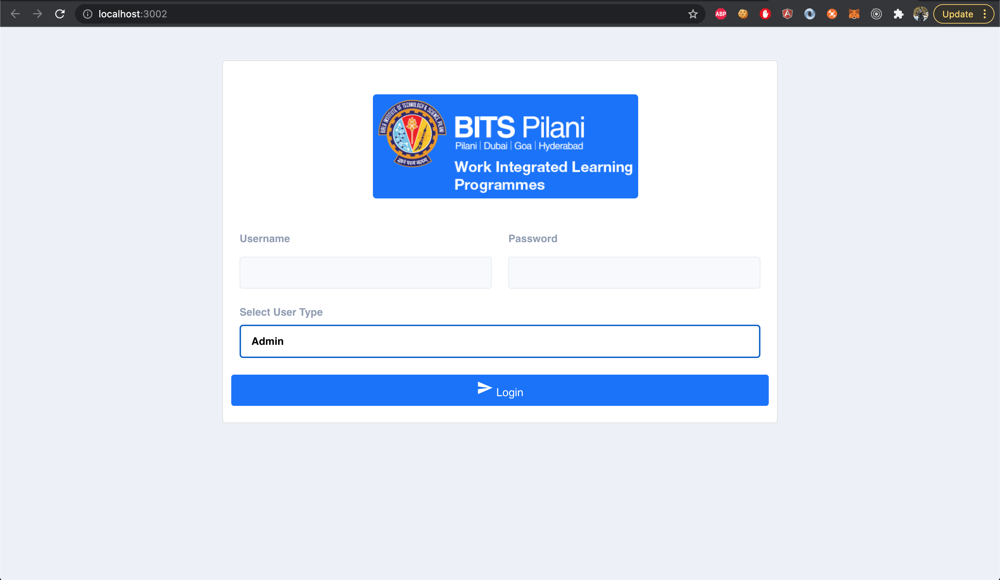 localhost:3002
ABP
Update
BIRLA INSTITUTE OF TECHNOLOGY & SCIENCE, PILANI
BITS Pilani
Pilani | Dubai | Goa | Hyderabad
ज्ञानं परमं बलम्
Work Integrated Learning
Programmes
Username
Password
Select User Type
Admin
Login